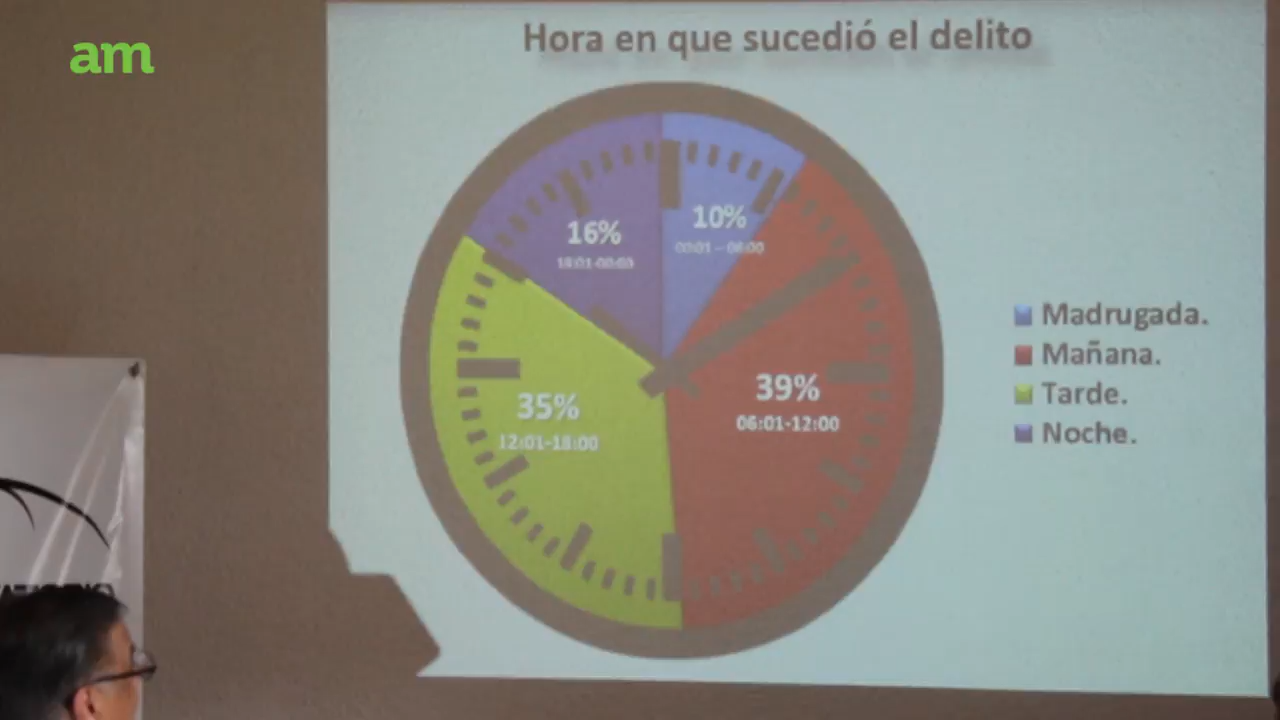 am
Hora en que sucedió el delito
16%
18:01-00:00
10%
00:01 – 06:00
39%
06:01-12:00
35%
12:01-18:00
Madrugada.
Mañana.
Tarde.
Noche.